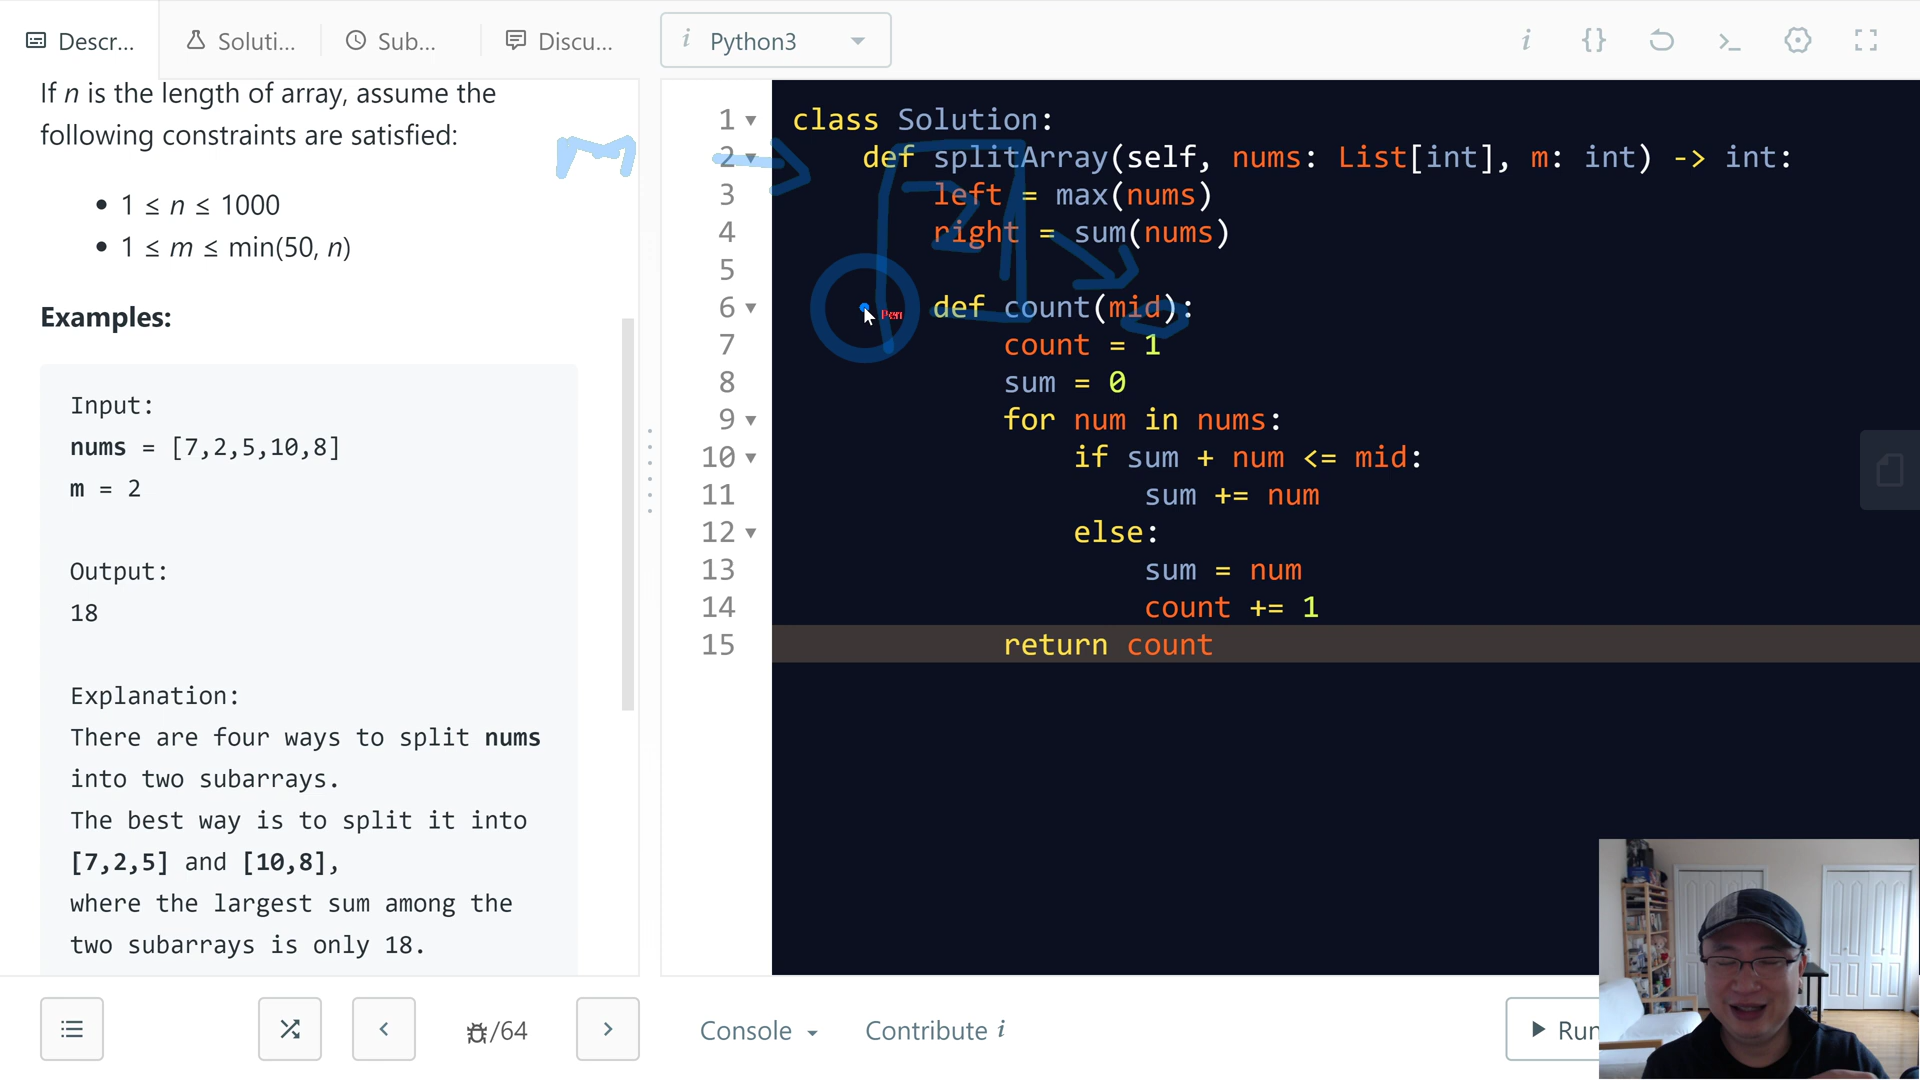 Descr...
Soluti...
Sub...
Discu...
i Python3
i {}
If n is the length of array, assume the
following constraints are satisfied:
• 1 ≤ n ≤ 1000
• 1 ≤ m ≤ min(50, n)
Examples:
Input:
nums = [7,2,5,10,8]
m = 2
Output:
18
Explanation:
There are four ways to split nums
into two subarrays.
The best way is to split it into
[7,2,5] and [10,8],
where the largest sum among the
two subarrays is only 18.
m
1 class Solution:
2 def splitArray(self, nums: List[int], m: int) -> int:
3 left = max(nums)
4 right = sum(nums)
5
6 def count(mid):
7 count = 1
8 sum = 0
9 for num in nums:
10 if sum + num <= mid:
11 sum += num
12 else:
13 sum = num
14 count += 1
15 return count
21
Pen
/64
Console
Contribute i
Run